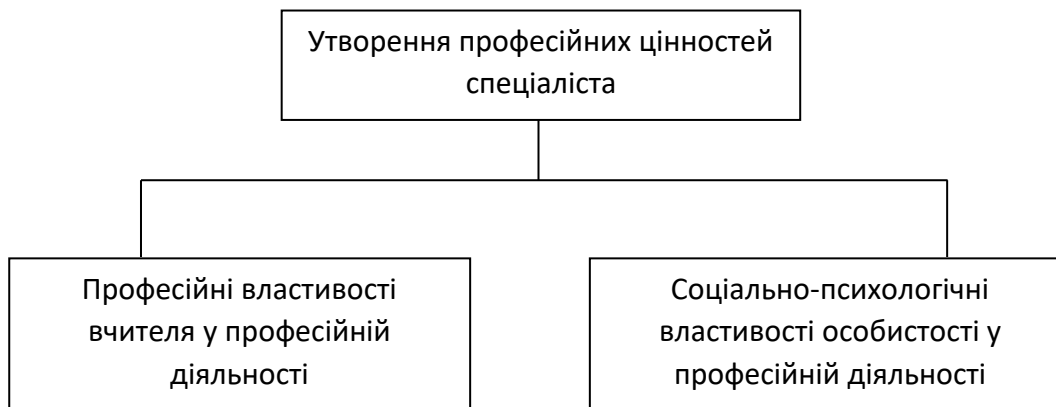 Утворення професійних цінностей
спеціаліста
Професійні властивості
вчителя у професійній
діяльності
Соціально-психологічні
властивості особистості у
професійній діяльності